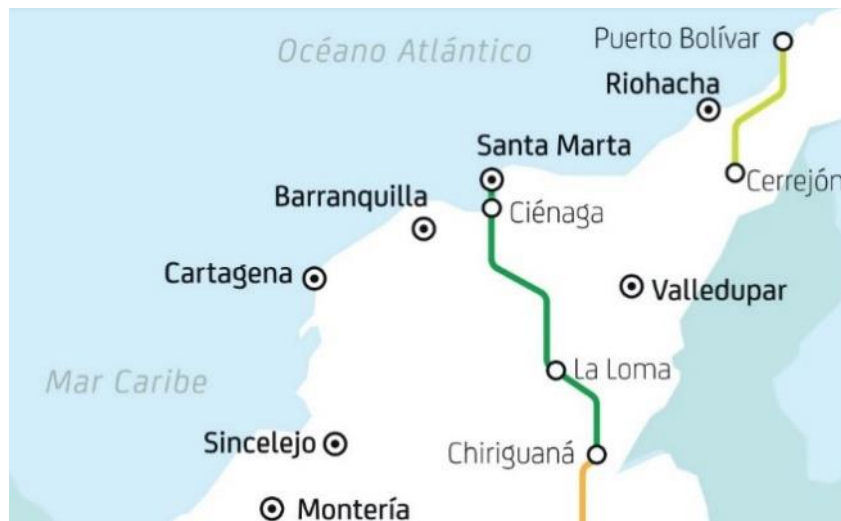 Puerto Bolívar
Océano Atlántico
Riohacha
Santa Marta
Cerrejón
Barranquilla
Ciénaga
Cartagena
Valledupar
La Loma
Mar Caribe
Sincelejo
Chiriguaná
Montería